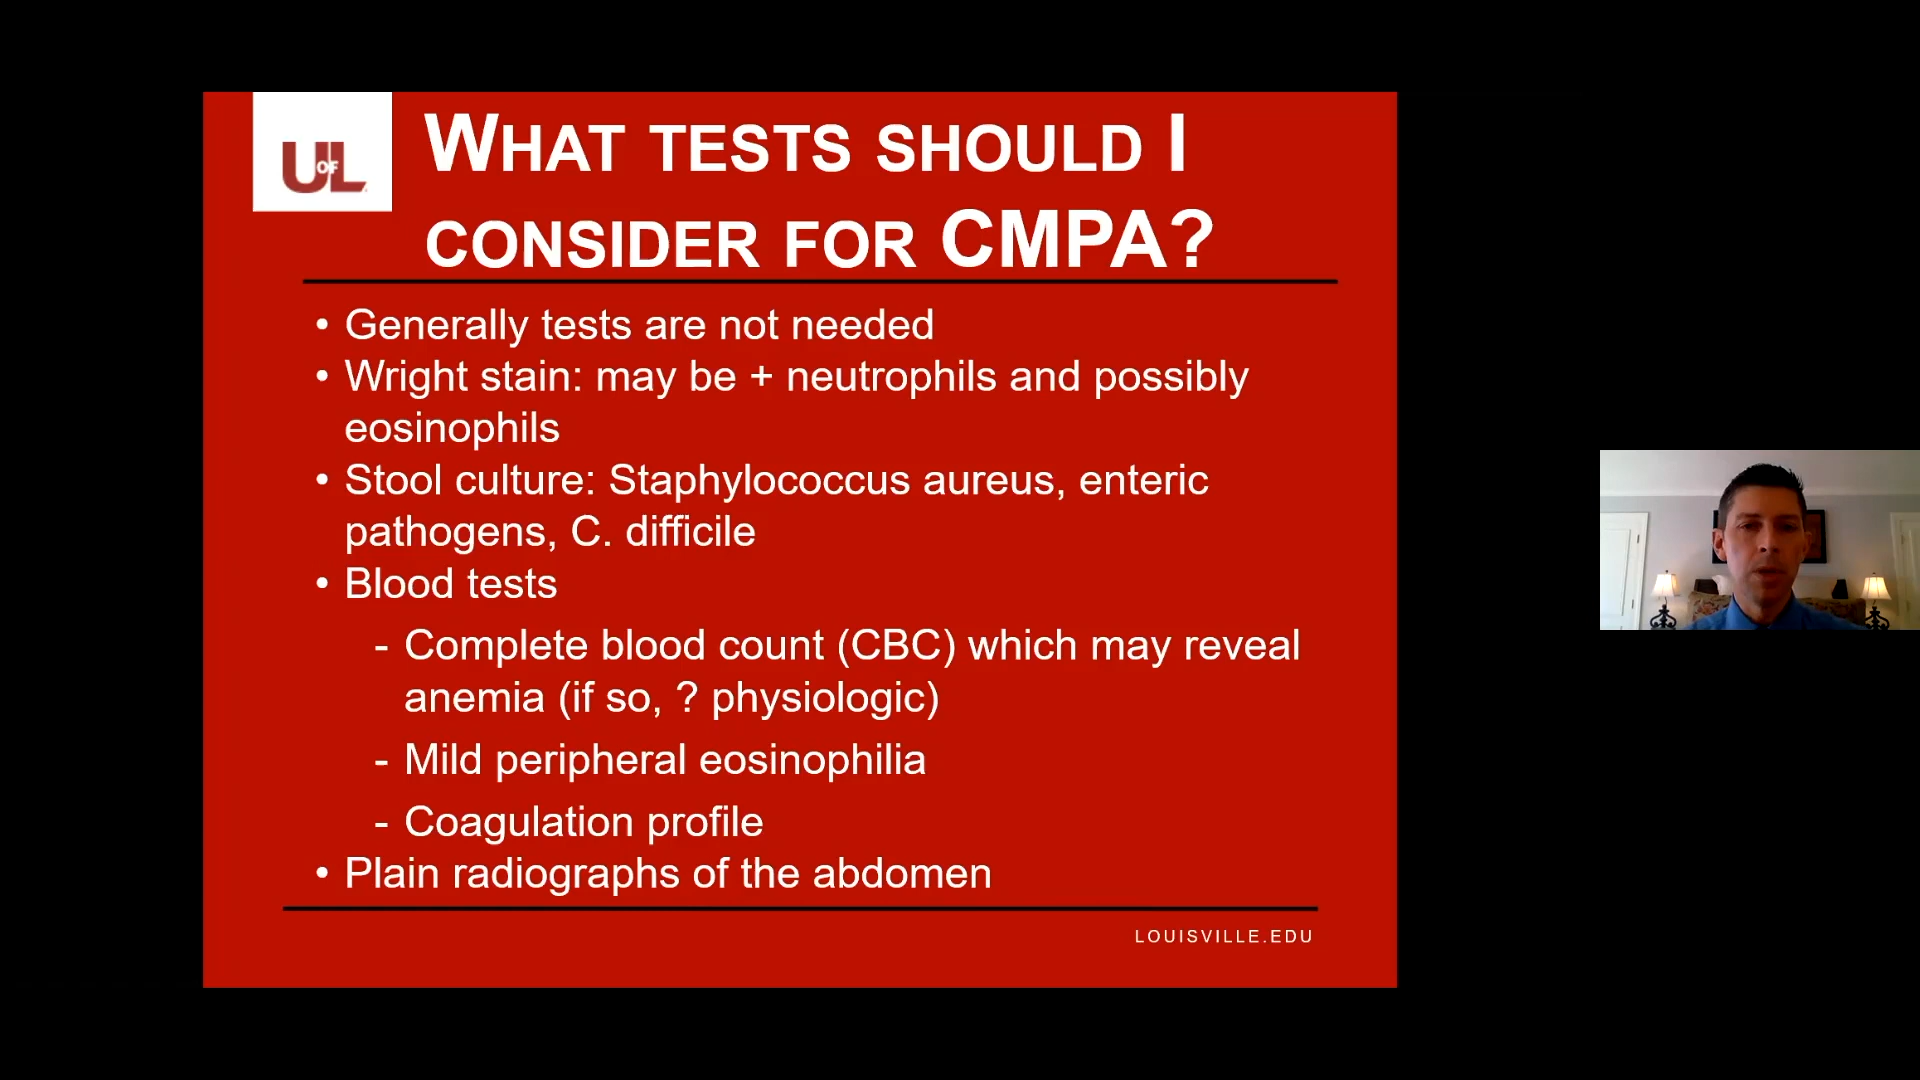 UofL
WHAT TESTS SHOULD I
CONSIDER FOR CMPA?
• Generally tests are not needed
• Wright stain: may be + neutrophils and possibly
eosinophils
• Stool culture: Staphylococcus aureus, enteric
pathogens, C. difficile
• Blood tests
- Complete blood count (CBC) which may reveal
anemia (if so, ? physiologic)
- Mild peripheral eosinophilia
- Coagulation profile
• Plain radiographs of the abdomen
LOUISVILLE.EDU